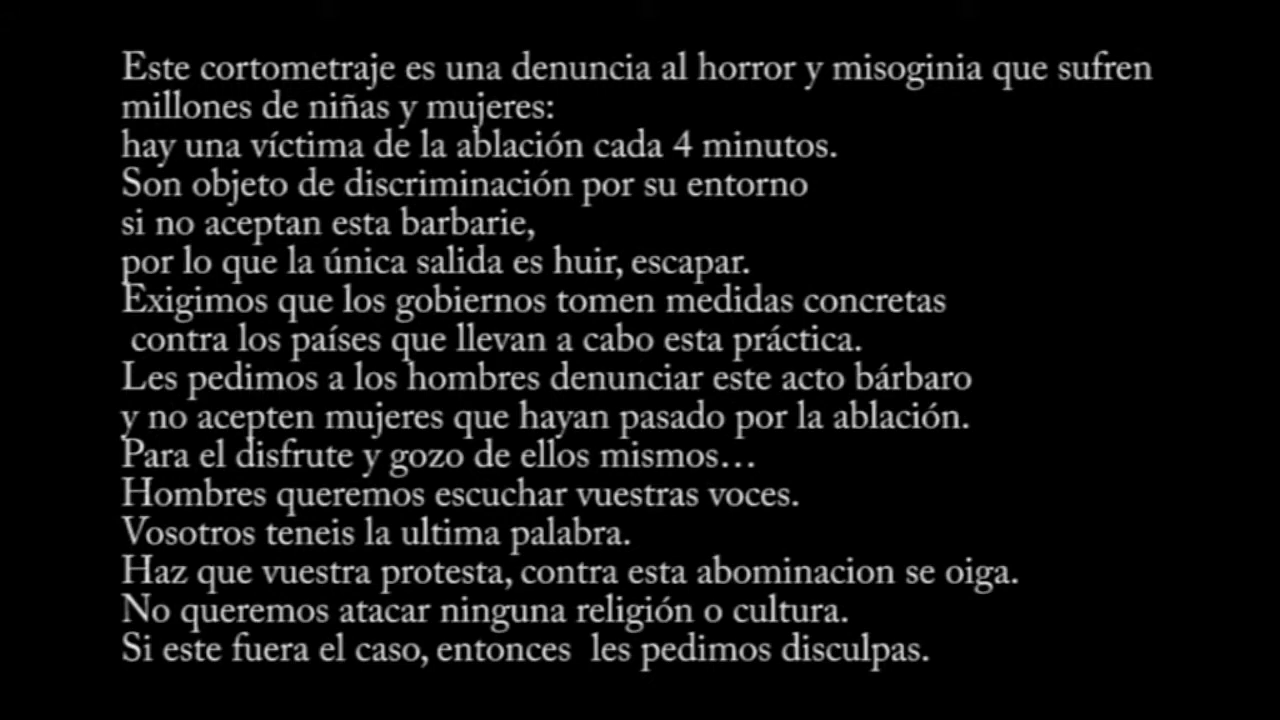 Este cortometraje es una denuncia al horror y misoginia que sufren
millones de niñas y mujeres:
hay una víctima de la ablación cada 4 minutos.
Son objeto de discriminación por su entorno
si no aceptan esta barbarie,
por lo que la única salida es huir, escapar.
Exigimos que los gobiernos tomen medidas concretas
contra los países que llevan a cabo esta práctica.
Les pedimos a los hombres denunciar este acto bárbaro
y no acepten mujeres que hayan pasado por la ablación.
Para el disfrute y gozo de ellos mismos...
Hombres queremos escuchar vuestras voces.
Vosotros teneis la ultima palabra.
Haz que vuestra protesta, contra esta abominacion se oiga.
No queremos atacar ninguna religión o cultura.
Si este fuera el caso, entonces  les pedimos disculpas.